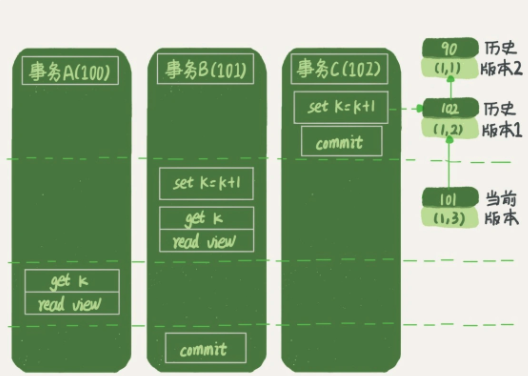 事务A(100)
事务B(101)
事务C(102)
set k=k+1
commit
set k=k+1
get k
read view
get k
read view
commit
90
(1,1)
历史
版本2
102
(1,2)
历史
版本1
101
(1,3)
当前
版本